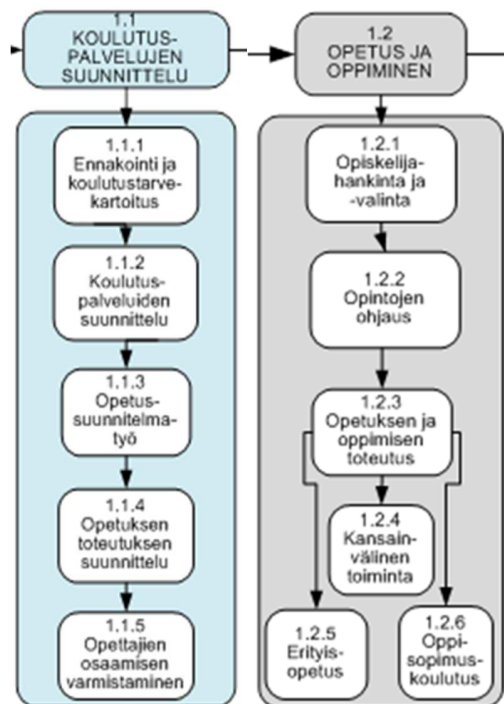 1.1
KOULUTUS-
PALVELUJEN
SUUNNITTELU
1.1.1
Ennakointi ja
koulutustarve-
kartoitus
1.1.2
Koulutus-
palveluiden
suunnittelu
1.1.3
Opetus-
suunnitelma-
työ
1.1.4
Opetuksen
toteutuksen
suunnittelu
1.1.5
Opettajien
osaamisen
varmistaminen
1.2
OPETUS JA
OPPIMINEN
1.2.1
Opiskelija-
hankinta ja
-valinta
1.2.2
Opintojen
ohjaus
1.2.3
Opetuksen ja
oppimisen
toteutus
1.2.4
Kansain-
välinen
toiminta
1.2.5
Erityis-
opetus
1.2.6
Oppi-
sopimus-
koulutus